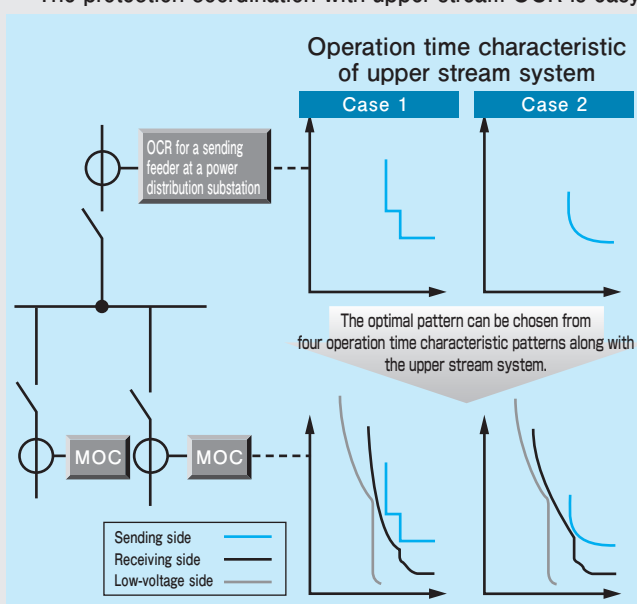 The protection coordination with upper stream OCR is easy
Operation time characteristic
of upper stream system
Case 1
Case 2
OCR for a sending
feeder at a power
distribution substation
The optimal pattern can be chosen from
four operation time characteristic patterns along with
the upper stream system.
MOC
MOC
Sending side
Receiving side
Low-voltage side